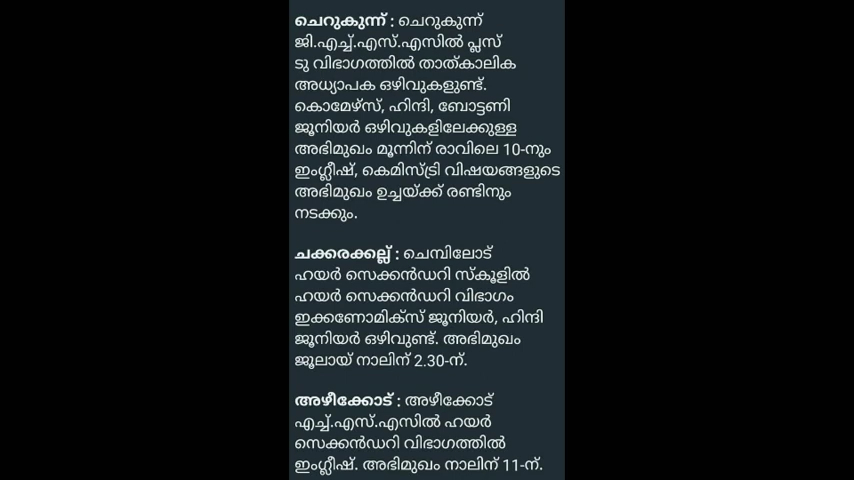 ചെറുകുന്ന് : ചെറുകുന്ന്
ജി.എച്ച്.എസ്.എസിൽ പ്ലസ്
ടു വിഭാഗത്തിൽ താത്കാലിക
അധ്യാപക ഒഴിവുകളുണ്ട്.
കൊമേഴ്സ്, ഹിന്ദി, ബോട്ടണി
ജൂനിയർ ഒഴിവുകളിലേക്കുള്ള
അഭിമുഖം മൂന്നിന് രാവിലെ 10-നും
ഇംഗ്ലീഷ്, കെമിസ്ട്രി വിഷയങ്ങളുടെ
അഭിമുഖം ഉച്ചയ്ക്ക് രണ്ടിനും
നടക്കും.
ചക്കരക്കല്ല് : ചെമ്പിലോട്
ഹയർ സെക്കൻഡറി സ്കൂളിൽ
ഹയർ സെക്കൻഡറി വിഭാഗം
ഇക്കണോമിക്സ് ജൂനിയർ, ഹിന്ദി
ജൂനിയർ ഒഴിവുണ്ട്. അഭിമുഖം
ജൂലായ് നാലിന് 2.30-ന്.
അഴീക്കോട് : അഴീക്കോട്
എച്ച്.എസ്.എസിൽ ഹയർ
സെക്കൻഡറി വിഭാഗത്തിൽ
ഇംഗ്ലീഷ്. അഭിമുഖം നാലിന് 11-ന്.